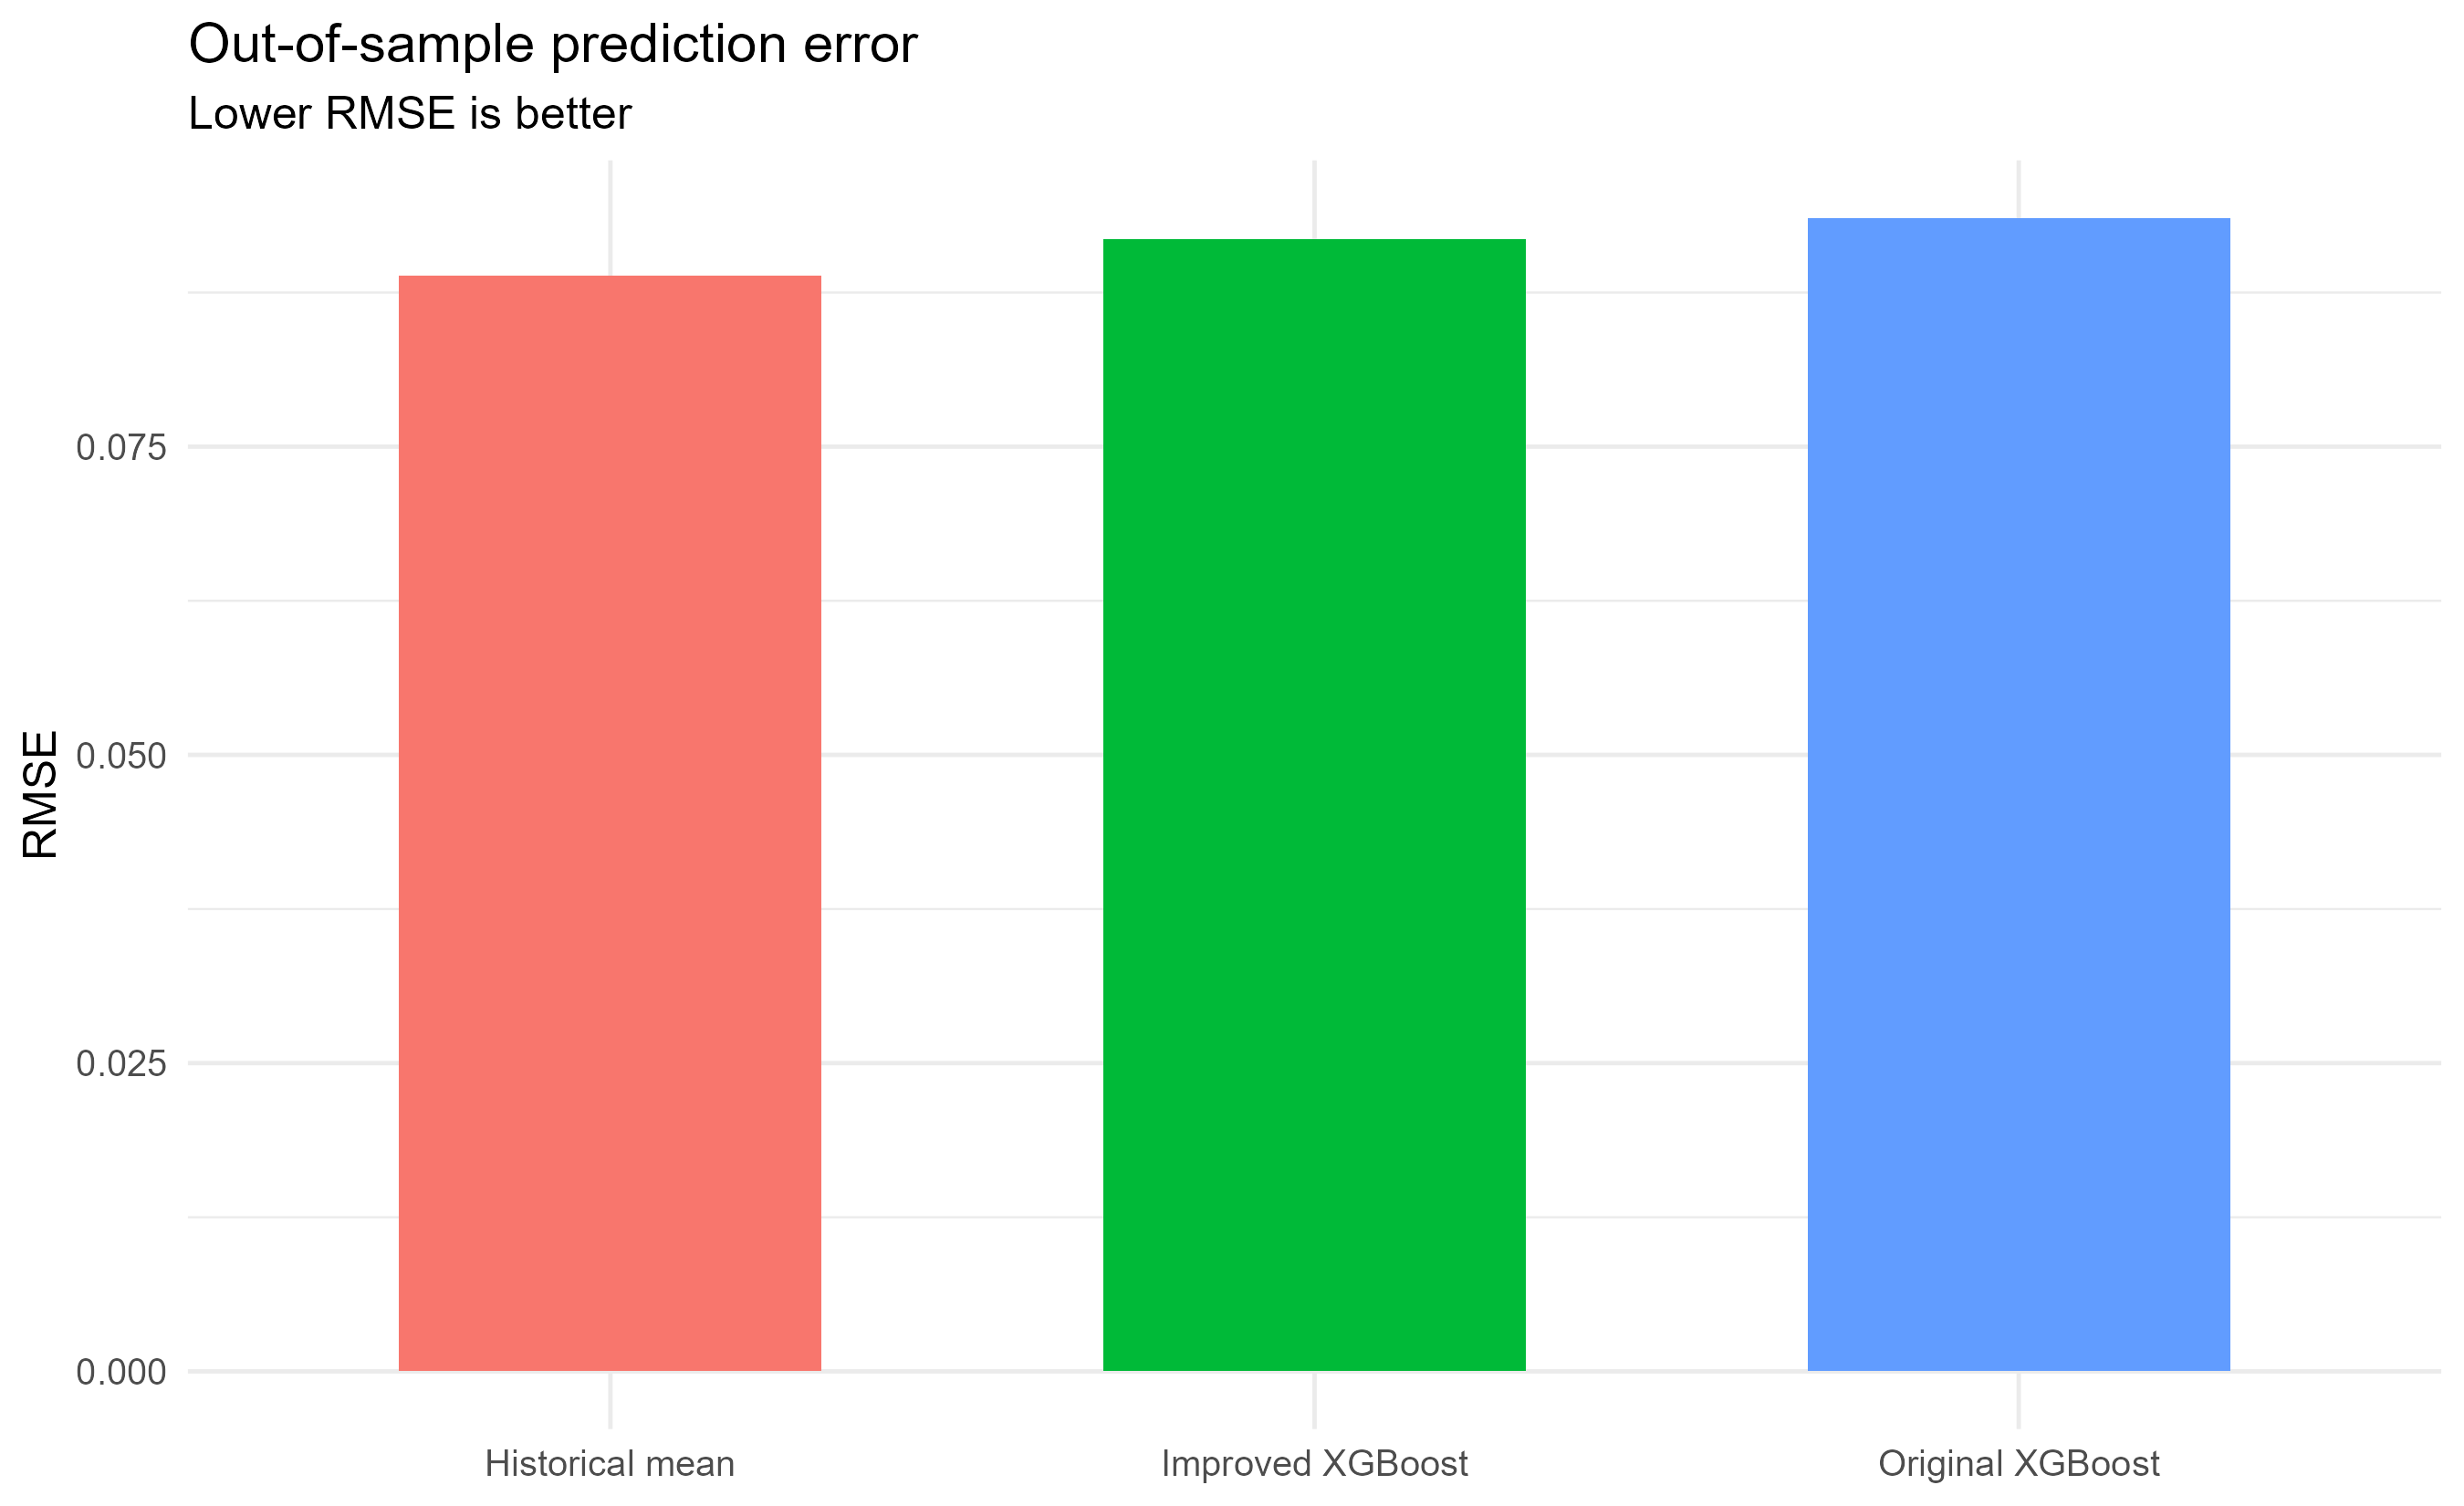 Out-of-sample prediction error
Lower RMSE is better
RMSE
0.075
0.050
0.025
0.000
Historical mean
Improved XGBoost
Original XGBoost